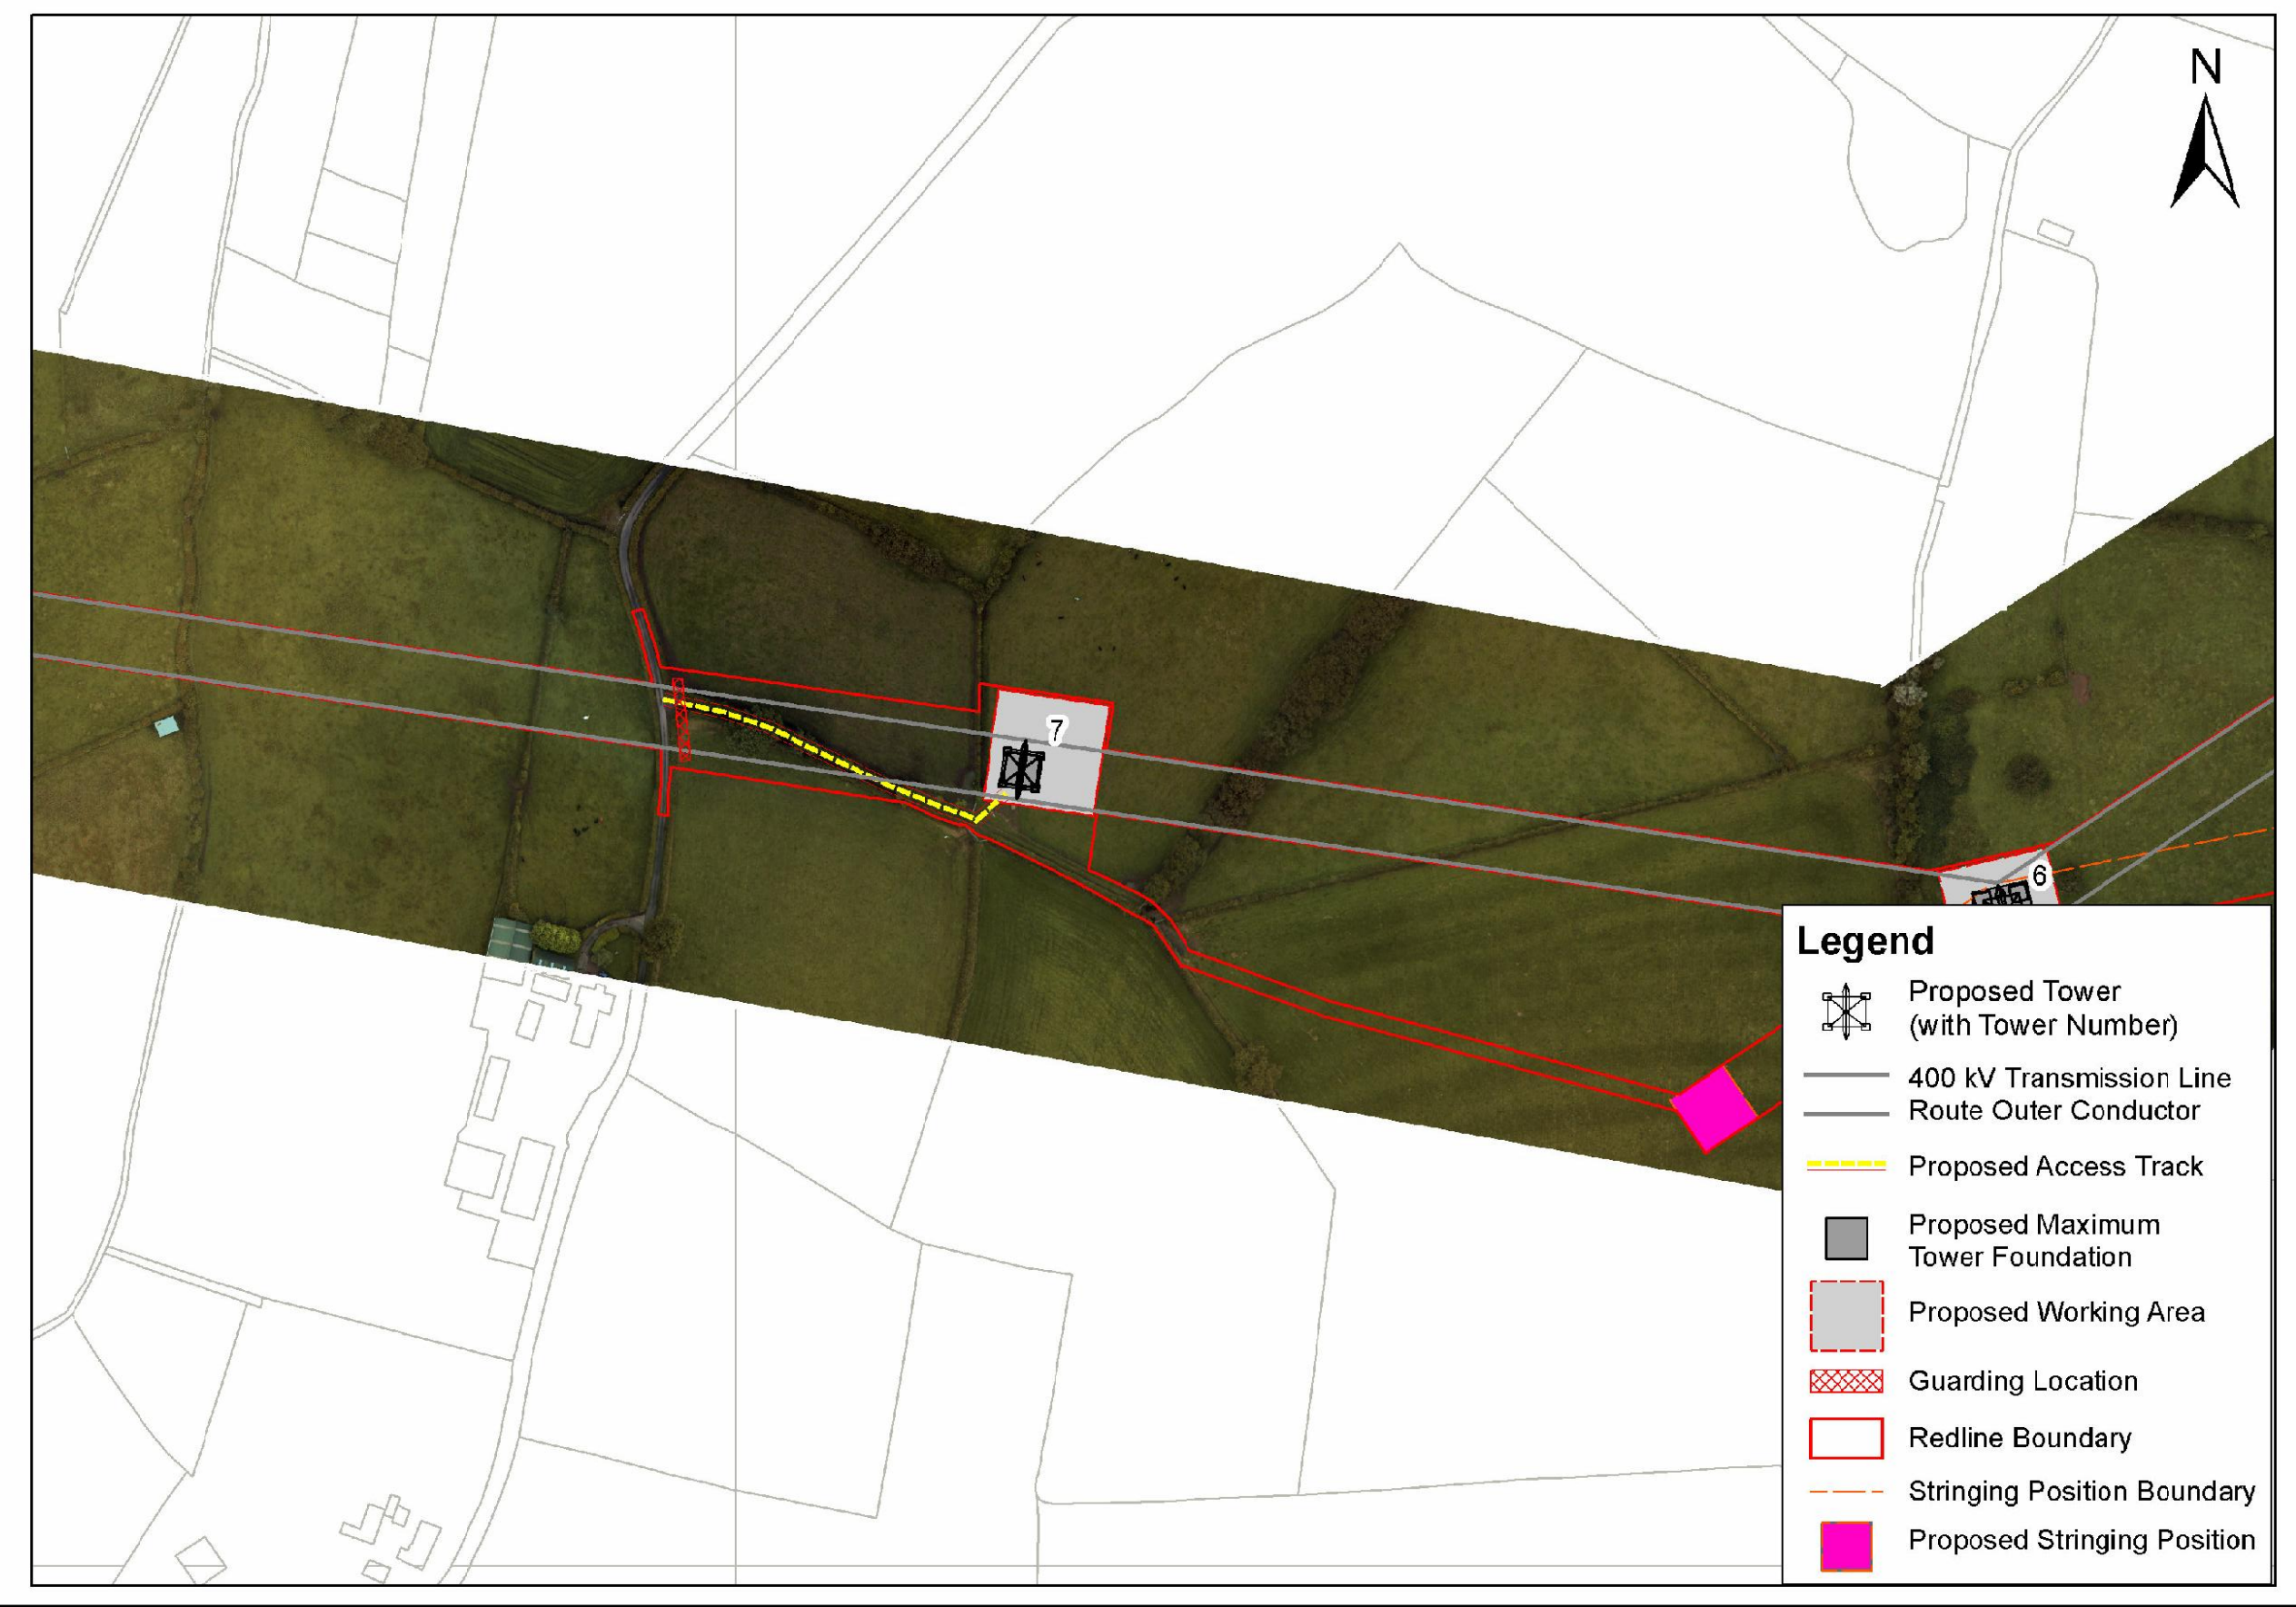 N
7
6
Legend
Proposed Tower
(with Tower Number)
400 kV Transmission Line
Route Outer Conductor
Proposed Access Track
Proposed Maximum
Tower Foundation
Proposed Working Area
Guarding Location
Redline Boundary
Stringing Position Boundary
Proposed Stringing Position